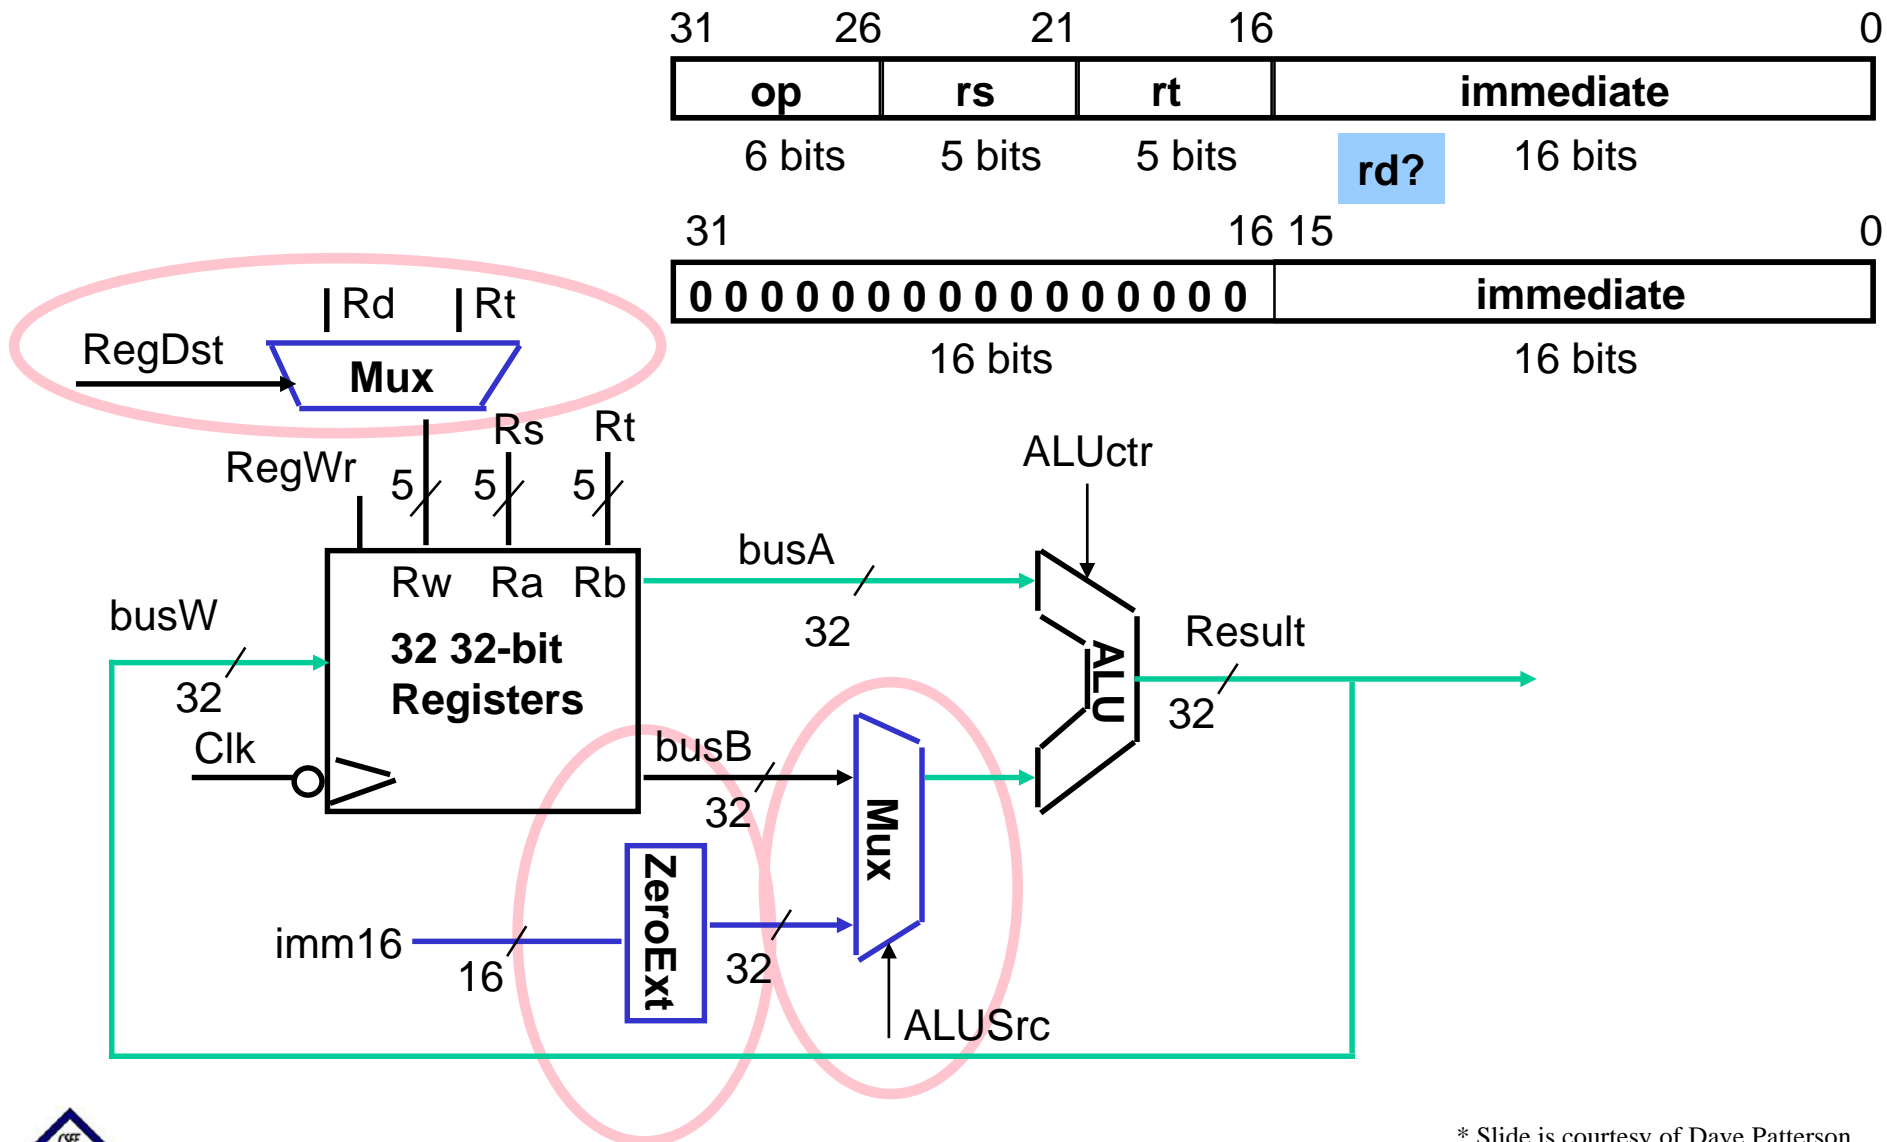 31 26 21 16 0
op rs rt immediate
6 bits 5 bits 5 bits 16 bits
rd?
31 16 15 0
0 0 0 0 0 0 0 0 0 0 0 0 0 0 0 0 immediate
16 bits 16 bits
Rd Rt
RegDst
Mux
Rs Rt
RegWr
5 5 5
ALUctr
busA
32
Rw Ra Rb
32 32-bit
Registers
busW
32
Clk
busB
32
Mux
ALU
Result
32
ZeroExt
imm16
16
32
ALUSrc
CSEE
* Slide is courtesy of Dave Patterson